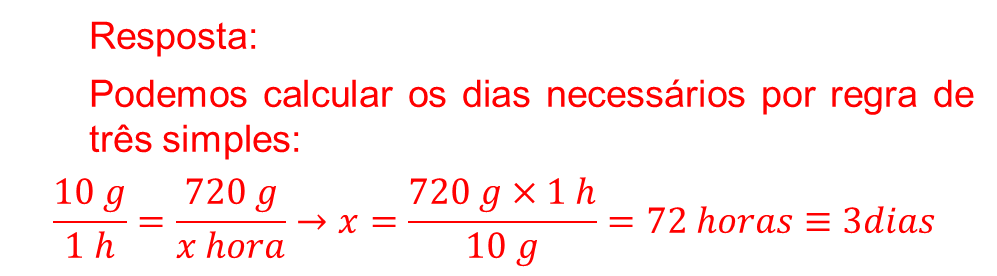 Resposta:
Podemos calcular os dias necessários por regra de
três simples:
10 g / 1 h = 720 g / x hora → x = 720 g × 1 h / 10 g = 72 horas ≡ 3dias